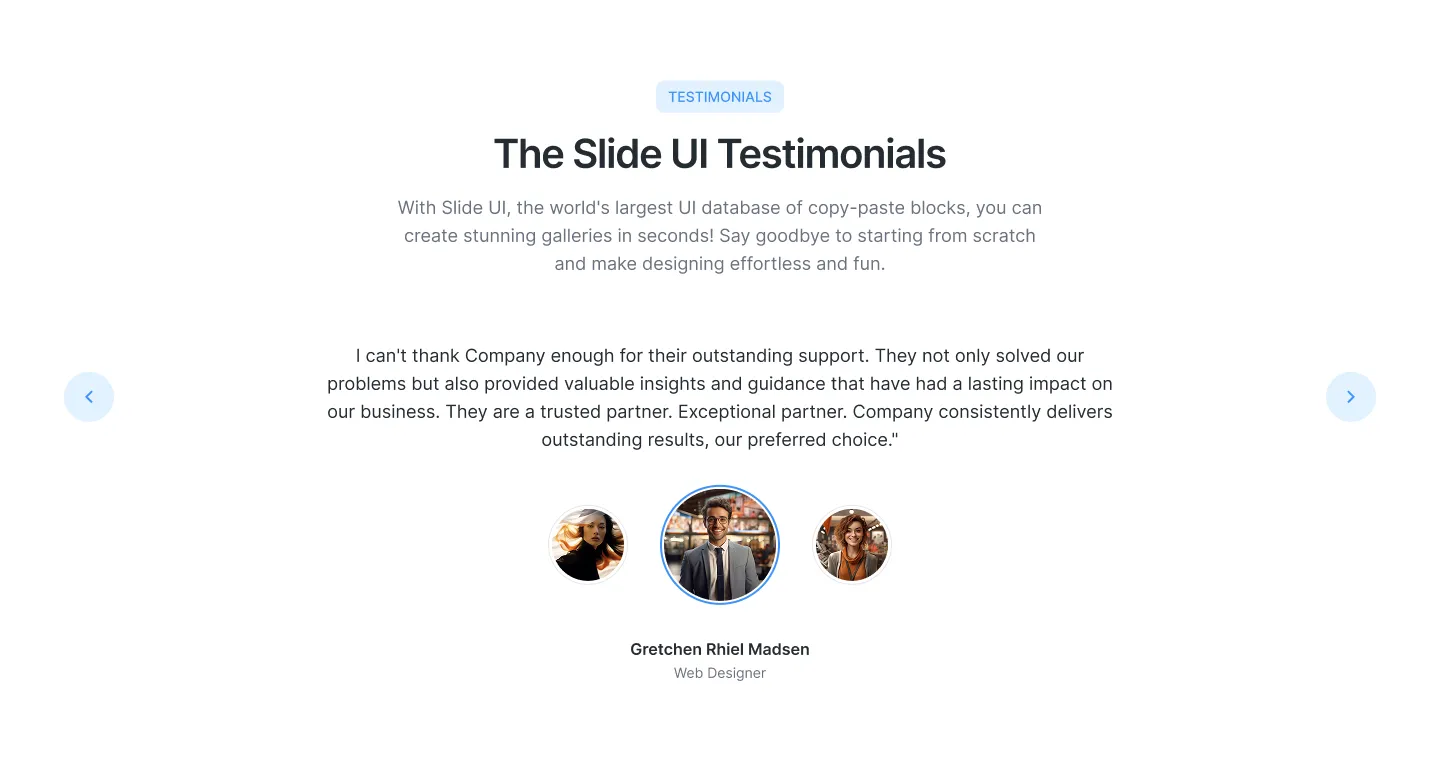 TESTIMONIALS
The Slide UI Testimonials
With Slide UI, the world's largest UI database of copy-paste blocks, you can
create stunning galleries in seconds! Say goodbye to starting from scratch
and make designing effortless and fun.
I can't thank Company enough for their outstanding support. They not only solved our
problems but also provided valuable insights and guidance that have had a lasting impact on
our business. They are a trusted partner. Exceptional partner. Company consistently delivers
outstanding results, our preferred choice."
Gretchen Rhiel Madsen
Web Designer